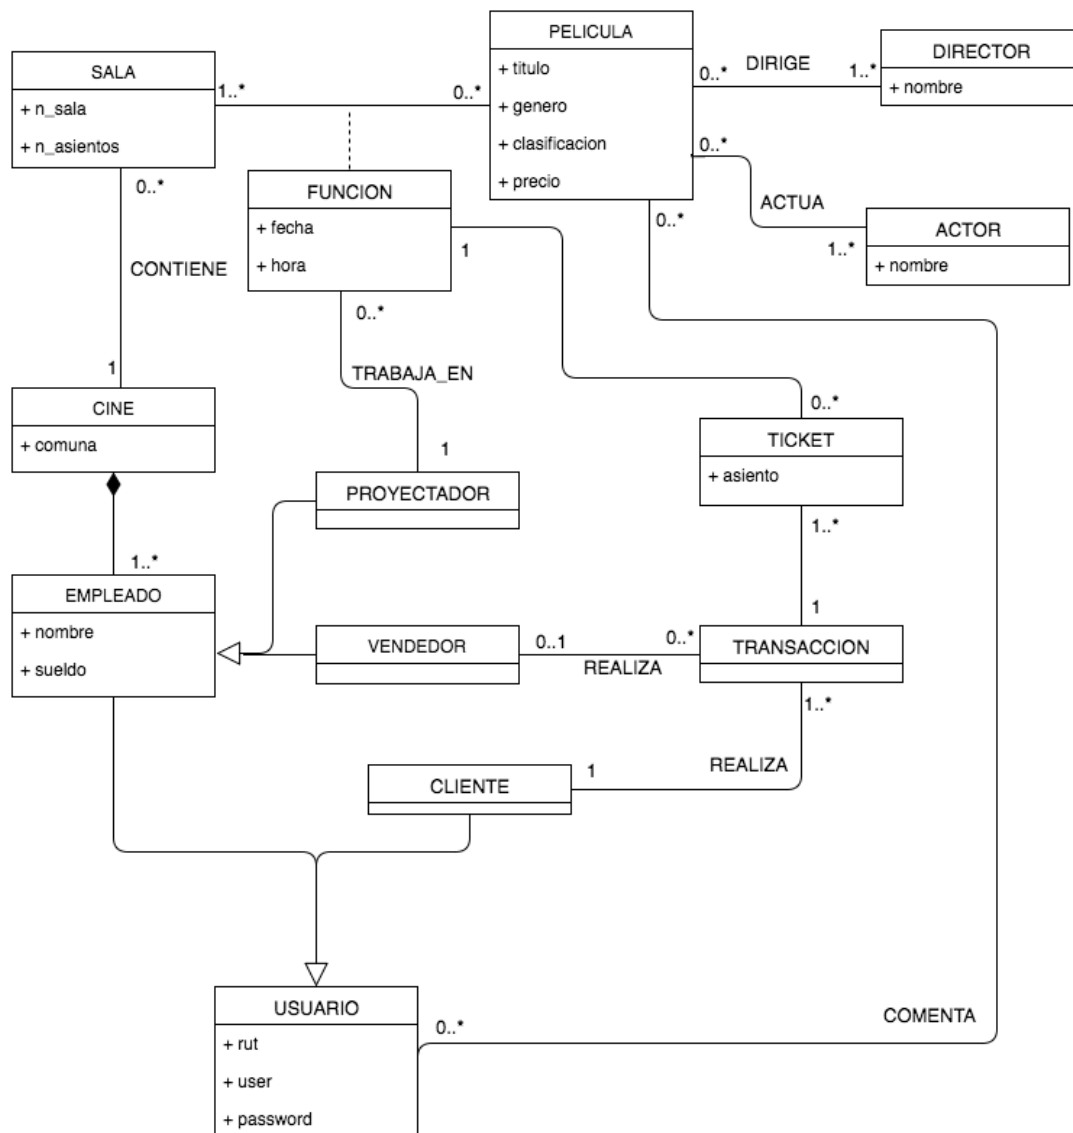 PELICULA
+ titulo
+ genero
+ clasificacion
+ precio
DIRECTOR
+ nombre
0..*
DIRIGE
1..*
SALA
+ n_sala
+ n_asientos
1..*
0..*
0..*
ACTUA
1..*
ACTOR
+ nombre
0..*
FUNCION
+ fecha
+ hora
1
0..*
0..*
CONTIENE
1
TRABAJA_EN
1
CINE
+ comuna
0..*
TICKET
+ asiento
PROYECTADOR
1..*
1..*
EMPLEADO
+ nombre
+ sueldo
1
VENDEDOR
0..1
REALIZA
0..*
TRANSACCION
1..*
REALIZA
1
CLIENTE
USUARIO
+ rut
+ user
+ password
0..*
COMENTA